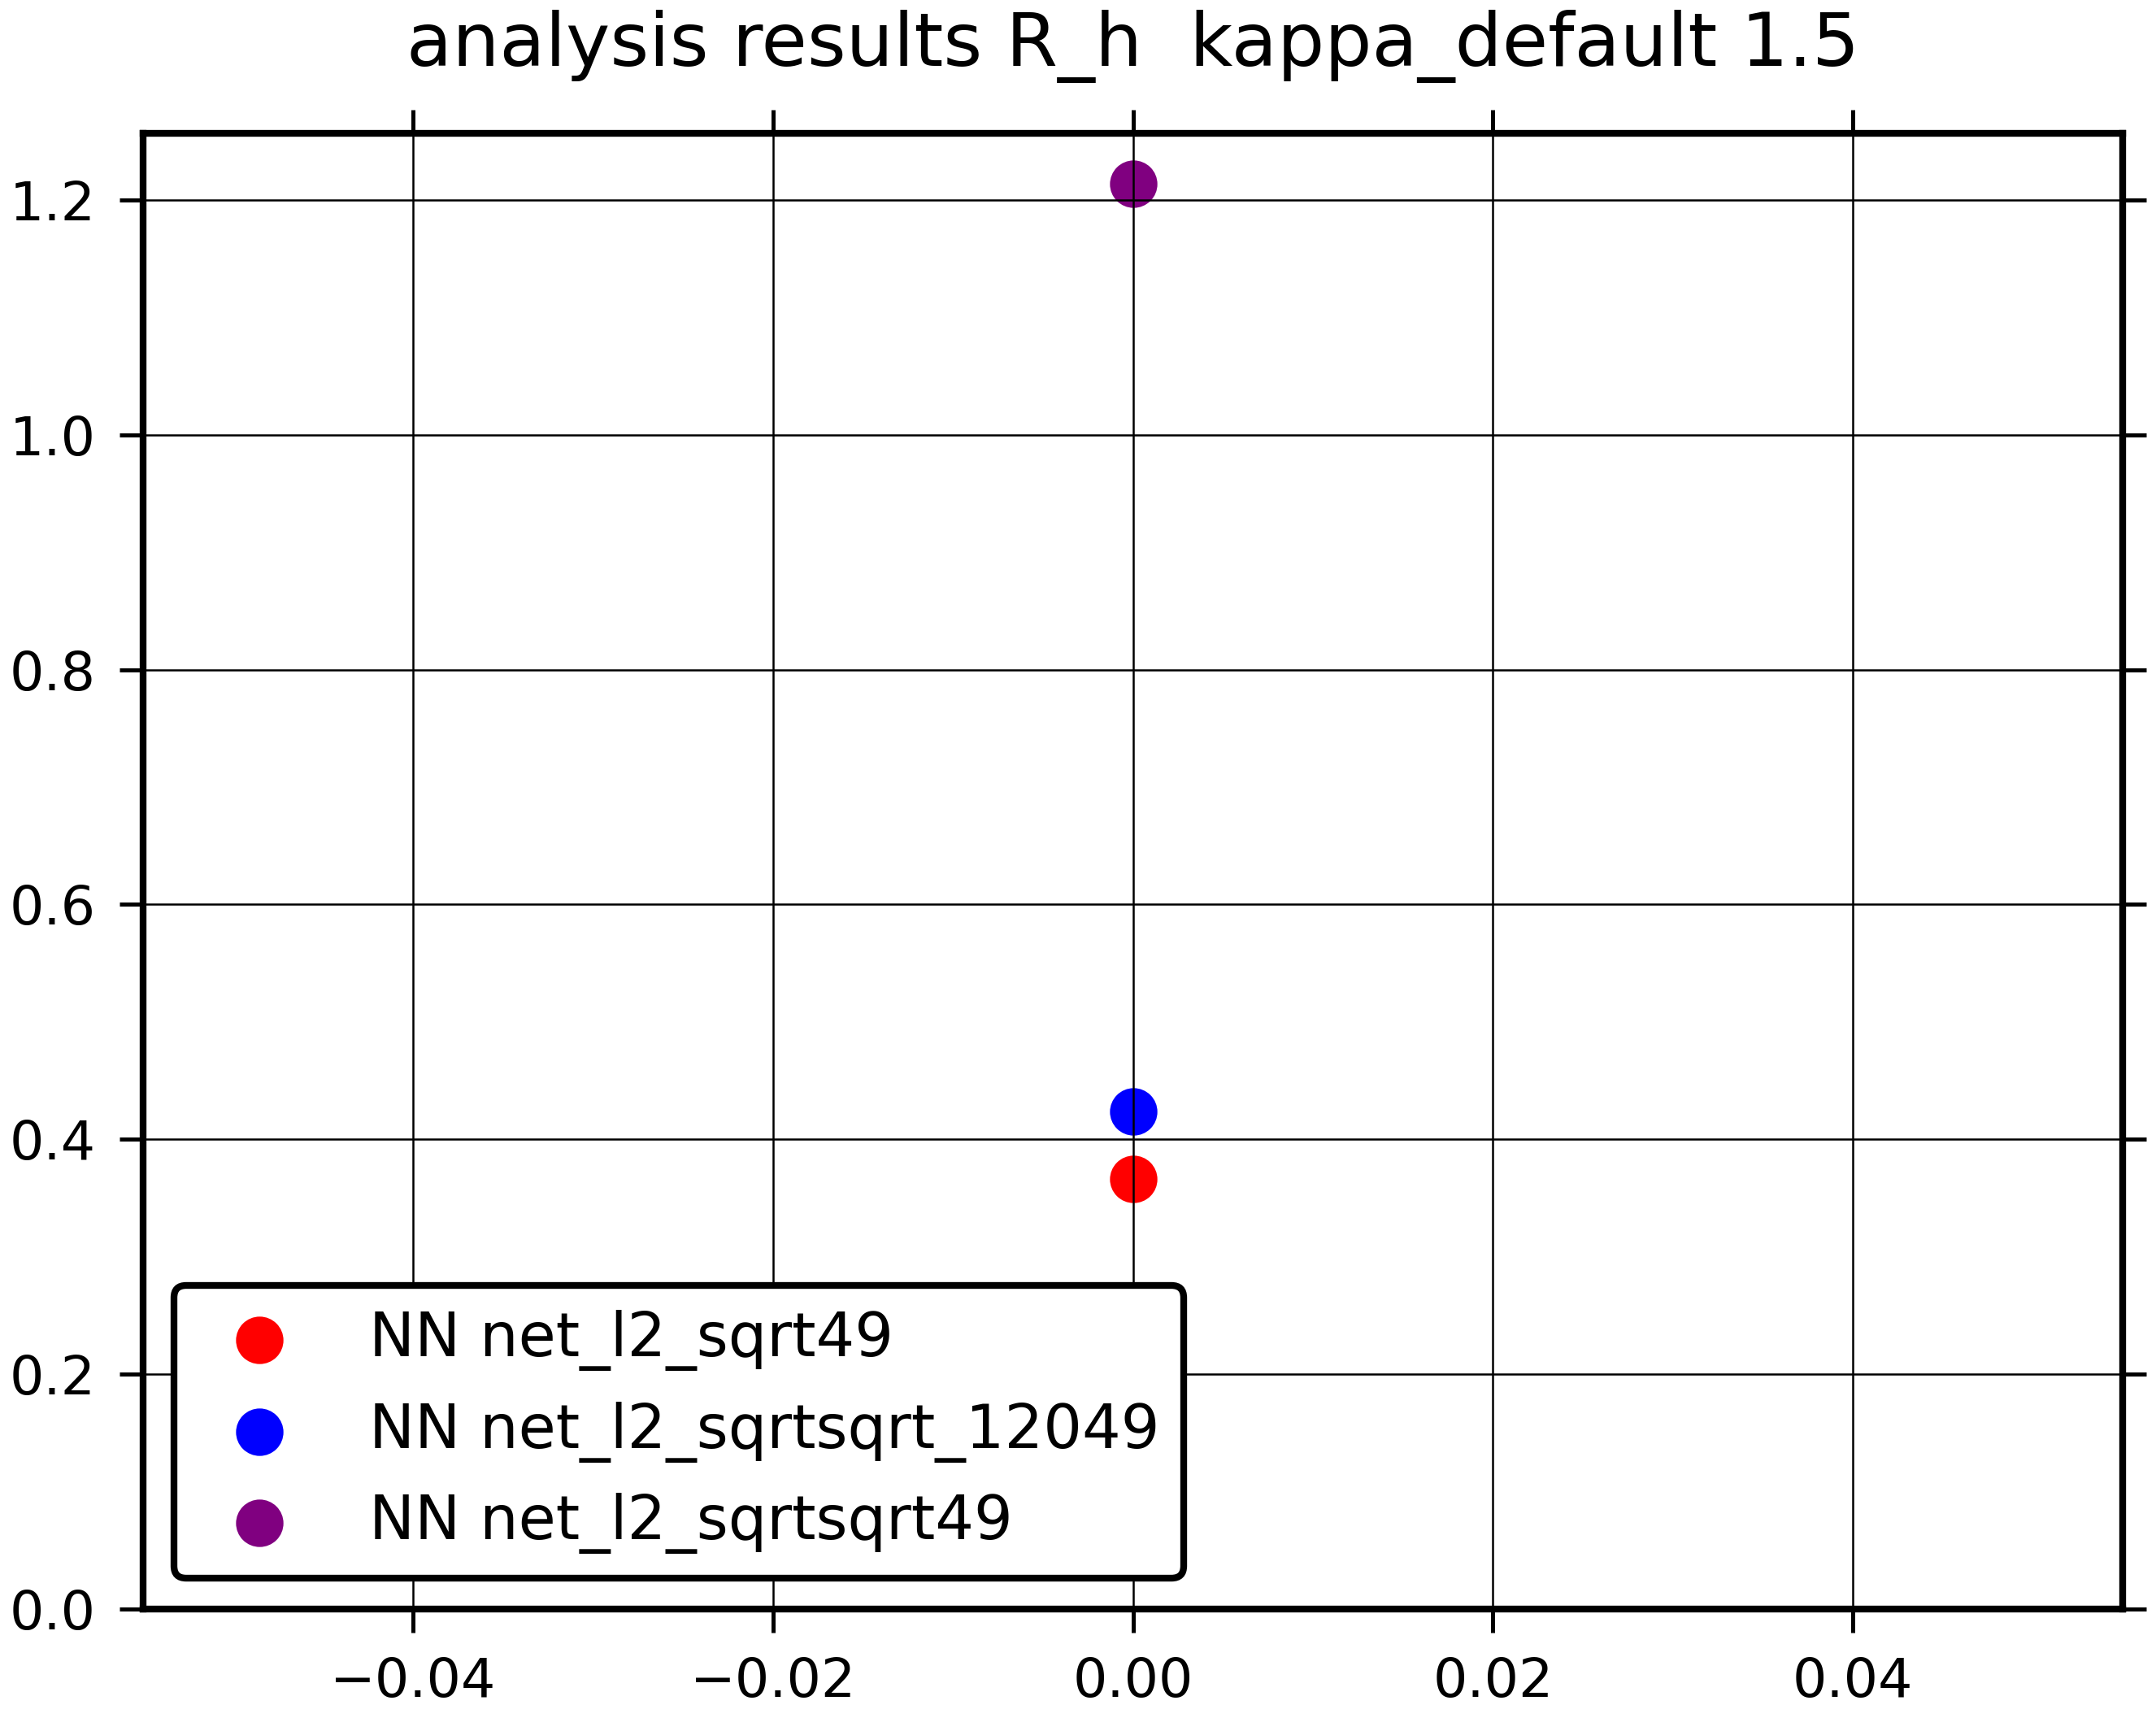 analysis results R_h  kappa_default 1.5
1.2
1.0
0.8
0.6
0.4
0.2
0.0
NN net_l2_sqrt49
NN net_l2_sqrtsqrt_12049
NN net_l2_sqrtsqrt49
−0.04 −0.02 0.00 0.02 0.04